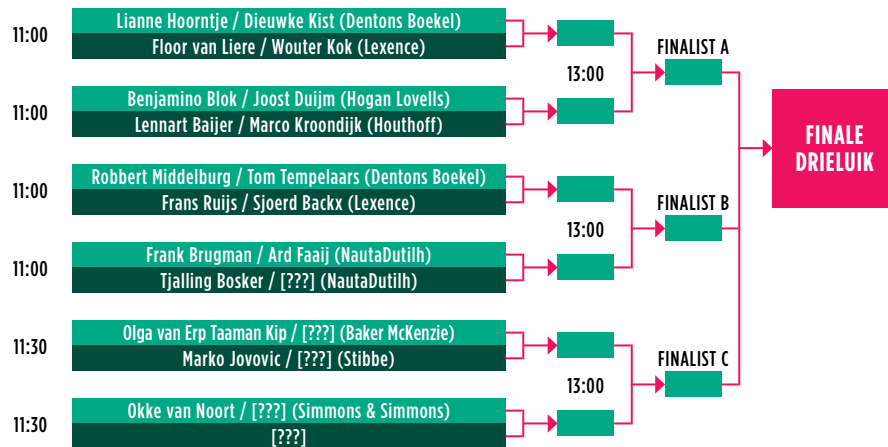 11:00
Lianne Hoorntje / Dieuwke Kist (Dentons Boekel)
Floor van Liere / Wouter Kok (Lexence)
13:00
FINALIST A
11:00
Benjamino Blok / Joost Duijm (Hogan Lovells)
Lennart Baijer / Marco Kroondijk (Houthoff)
FINALE
DRIELUIK
11:00
Robbert Middelburg / Tom Tempelaars (Dentons Boekel)
Frans Ruijs / Sjoerd Backx (Lexence)
13:00
FINALIST B
11:00
Frank Brugman / Ard Faaij (NautaDutilh)
Tjalling Bosker / [???] (NautaDutilh)
11:30
Olga van Erp Taaman Kip / [???] (Baker McKenzie)
Marko Jovovic / [???] (Stibbe)
13:00
FINALIST C
11:30
Okke van Noort / [???] (Simmons & Simmons)
[???]